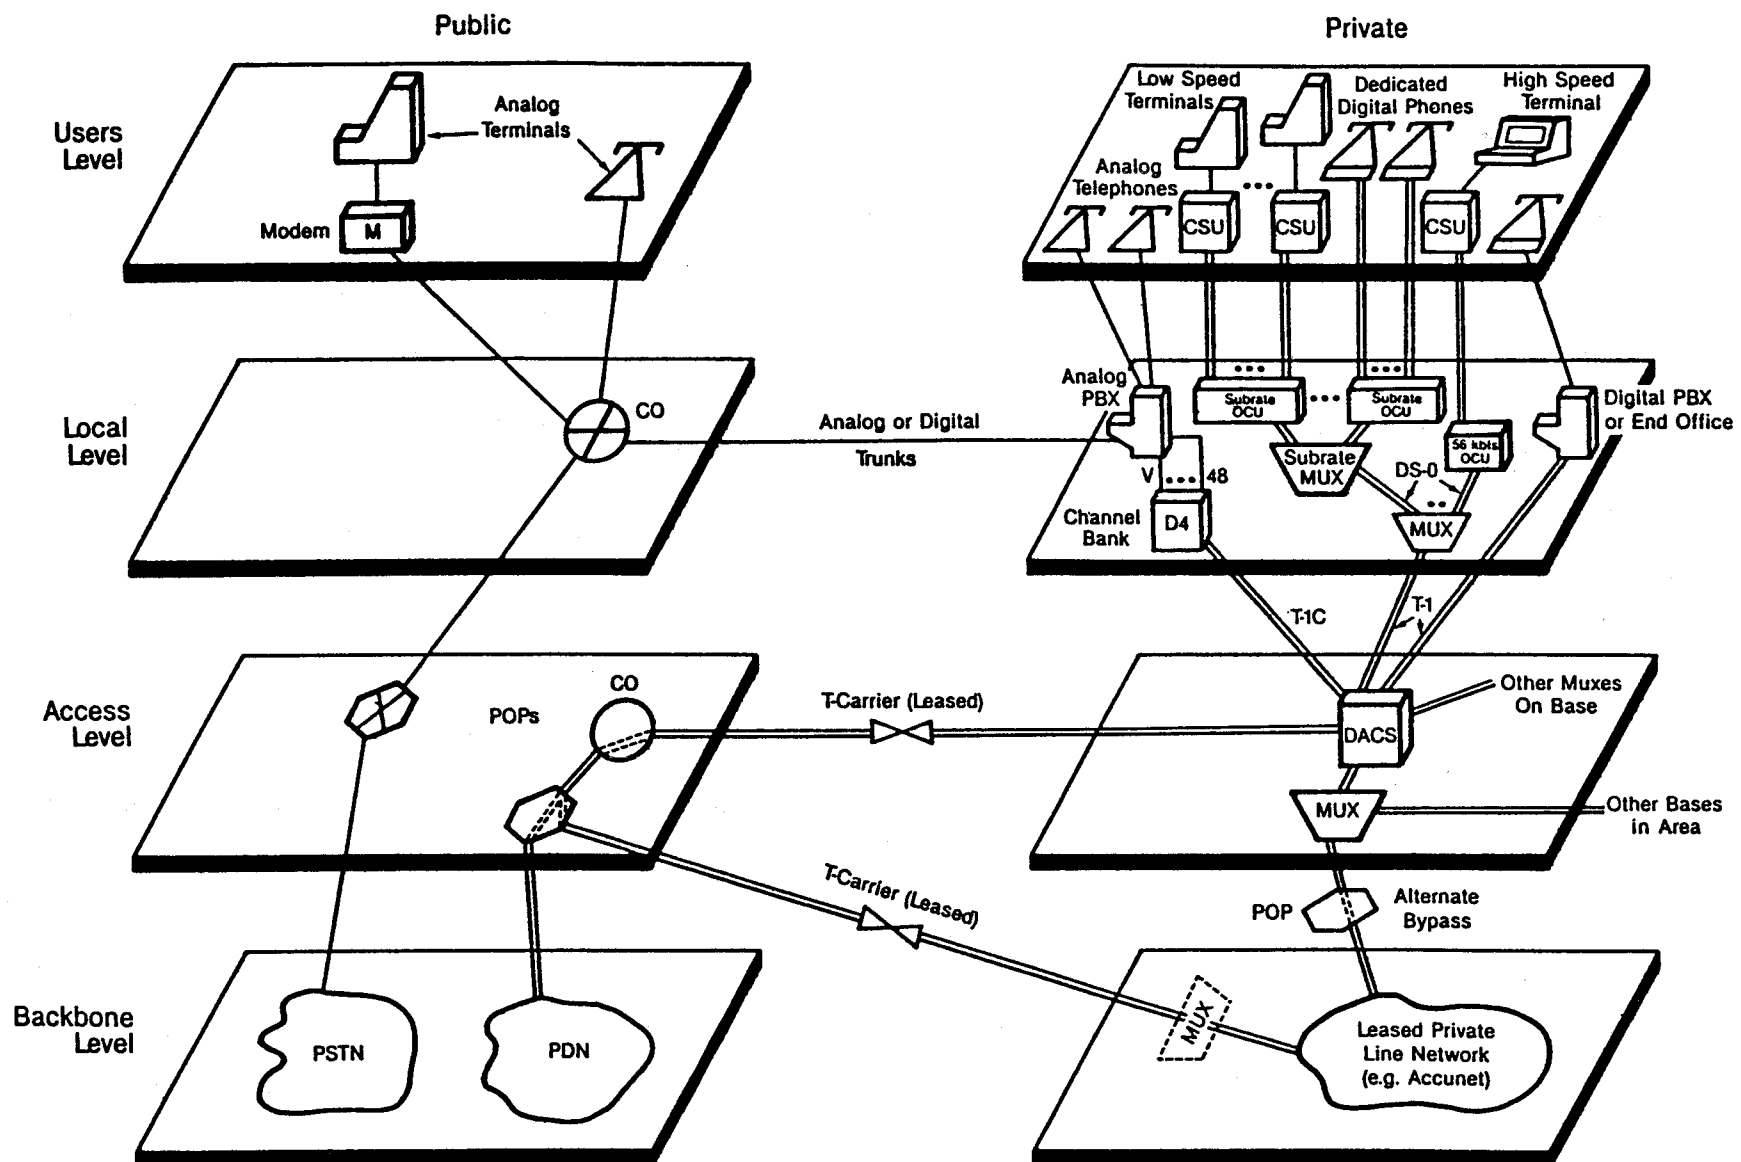 Public
Private
Users
Level
Analog
Terminals
Modem
M
Low Speed
Terminals
Dedicated
Digital Phones
High Speed
Terminal
Analog
Telephones
CSU
CSU
CSU
Local
Level
CO
Analog or Digital
Trunks
Analog
PBX
Subrate
OCU
Subrate
OCU
Digital PBX
or End Office
Subrate
MUX
56 kb/s
OCU
DS-0
V
48
Channel
Bank
D4
MUX
T-1C
T-1
Access
Level
POPs
CO
T-Carrier (Leased)
DACS
Other Muxes
On Base
MUX
Other Bases
in Area
T-Carrier (Leased)
POP
Alternate
Bypass
Backbone
Level
PSTN
PDN
MUX
Leased Private
Line Network
(e.g. Accunet)